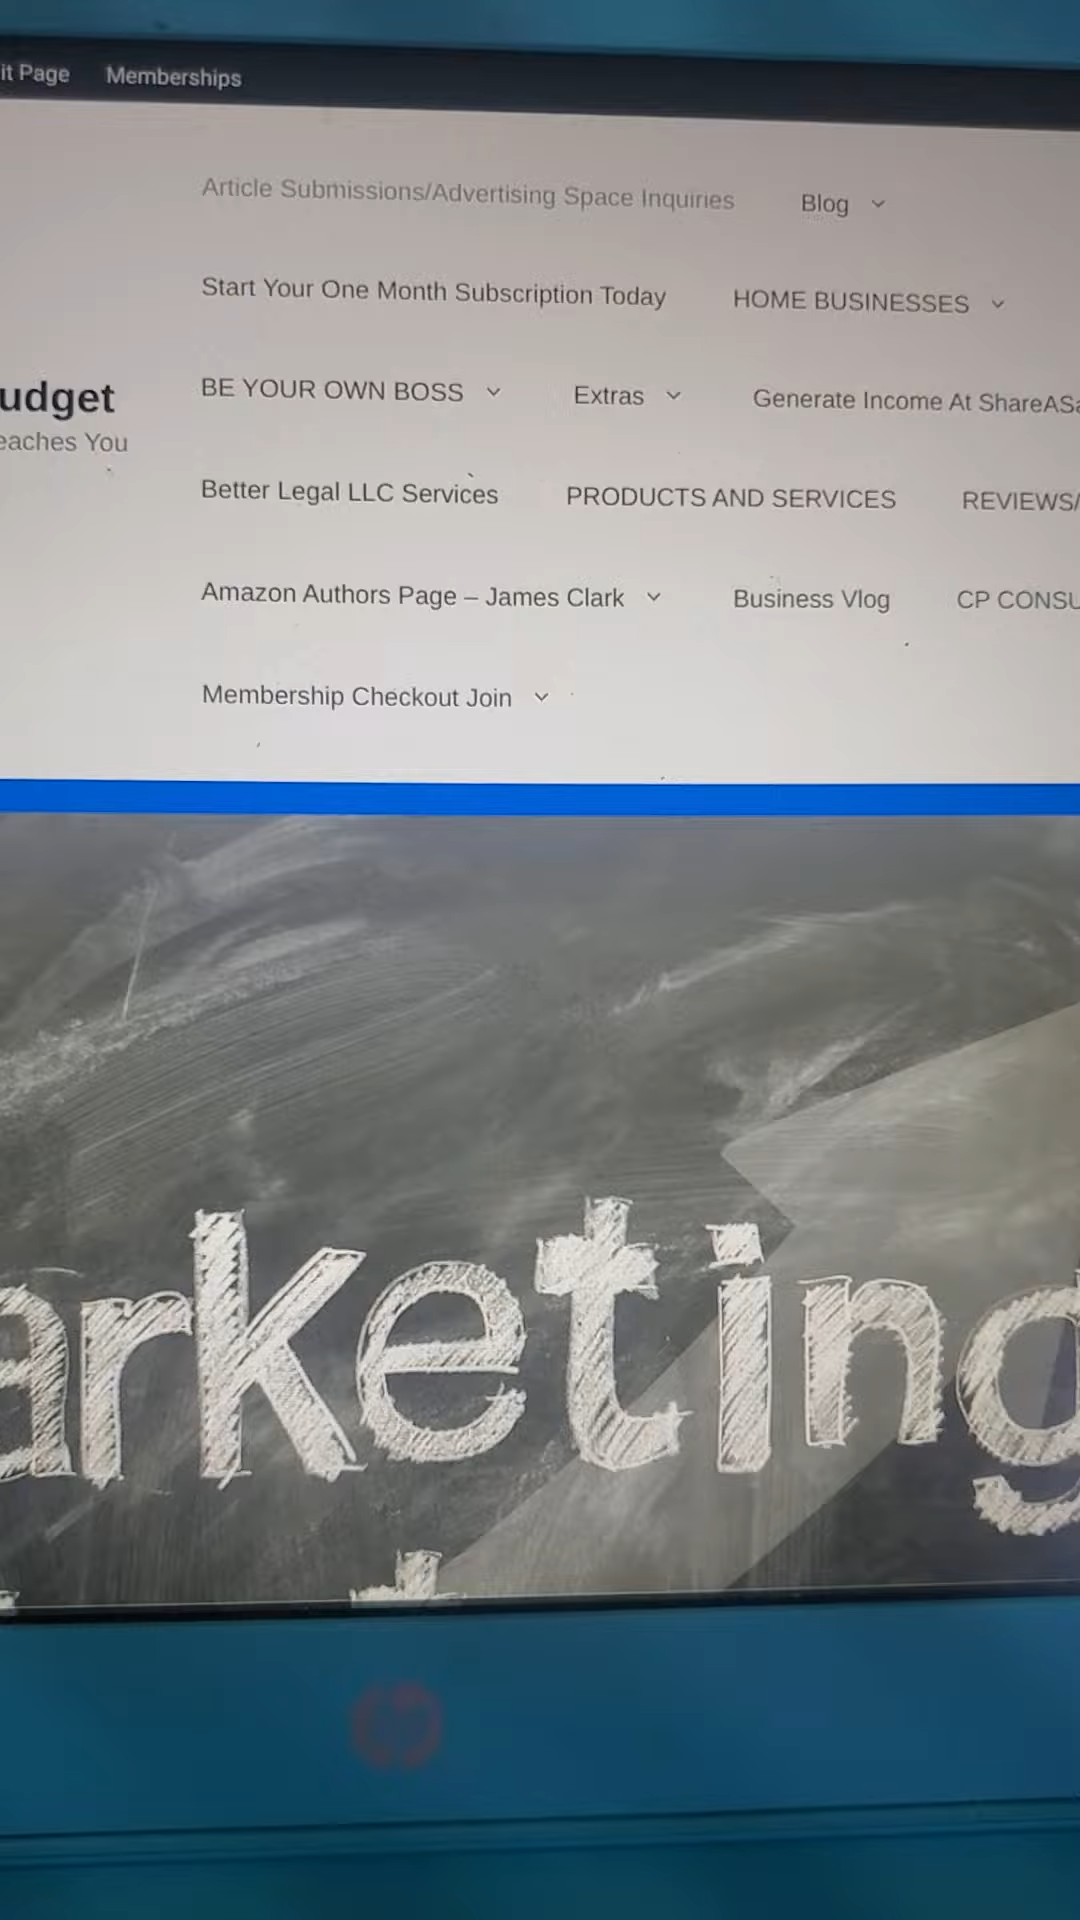 it Page Memberships
Article Submissions/Advertising Space Inquiries Blog
Start Your One Month Subscription Today HOME BUSINESSES
udget
BE YOUR OWN BOSS Extras Generate Income At ShareASa
eaches You
Better Legal LLC Services PRODUCTS AND SERVICES REVIEWS/
Amazon Authors Page – James Clark Business Vlog CP CONSU
Membership Checkout Join
arketing